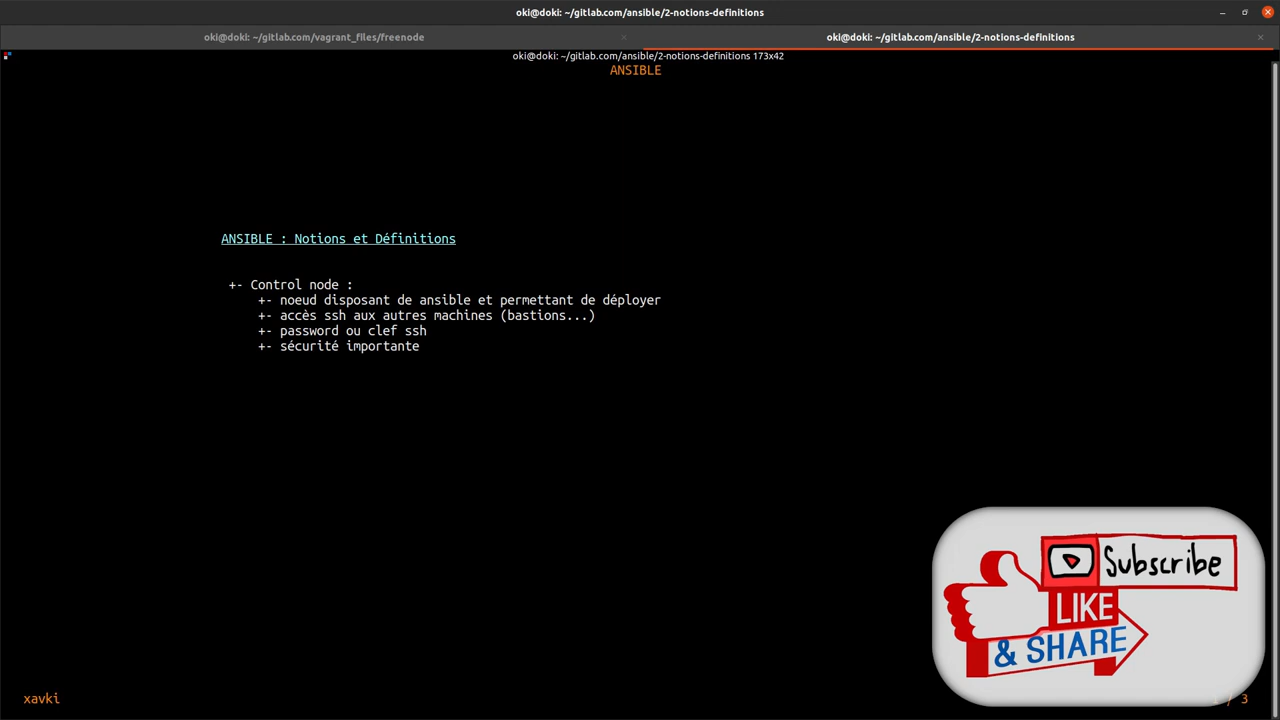 oki@doki: ~/gitlab.com/ansible/2-notions-definitions
oki@doki: ~/gitlab.com/vagrant_files/freenode
oki@doki: ~/gitlab.com/ansible/2-notions-definitions
oki@doki: ~/gitlab.com/ansible/2-notions-definitions 173x42
ANSIBLE
ANSIBLE : Notions et Définitions
+- Control node :
+- noeud disposant de ansible et permettant de déployer
+- accès ssh aux autres machines (bastions...)
+- password ou clef ssh
+- sécurité importante
Subscribe
LIKE
& SHARE
xavki
/ 3